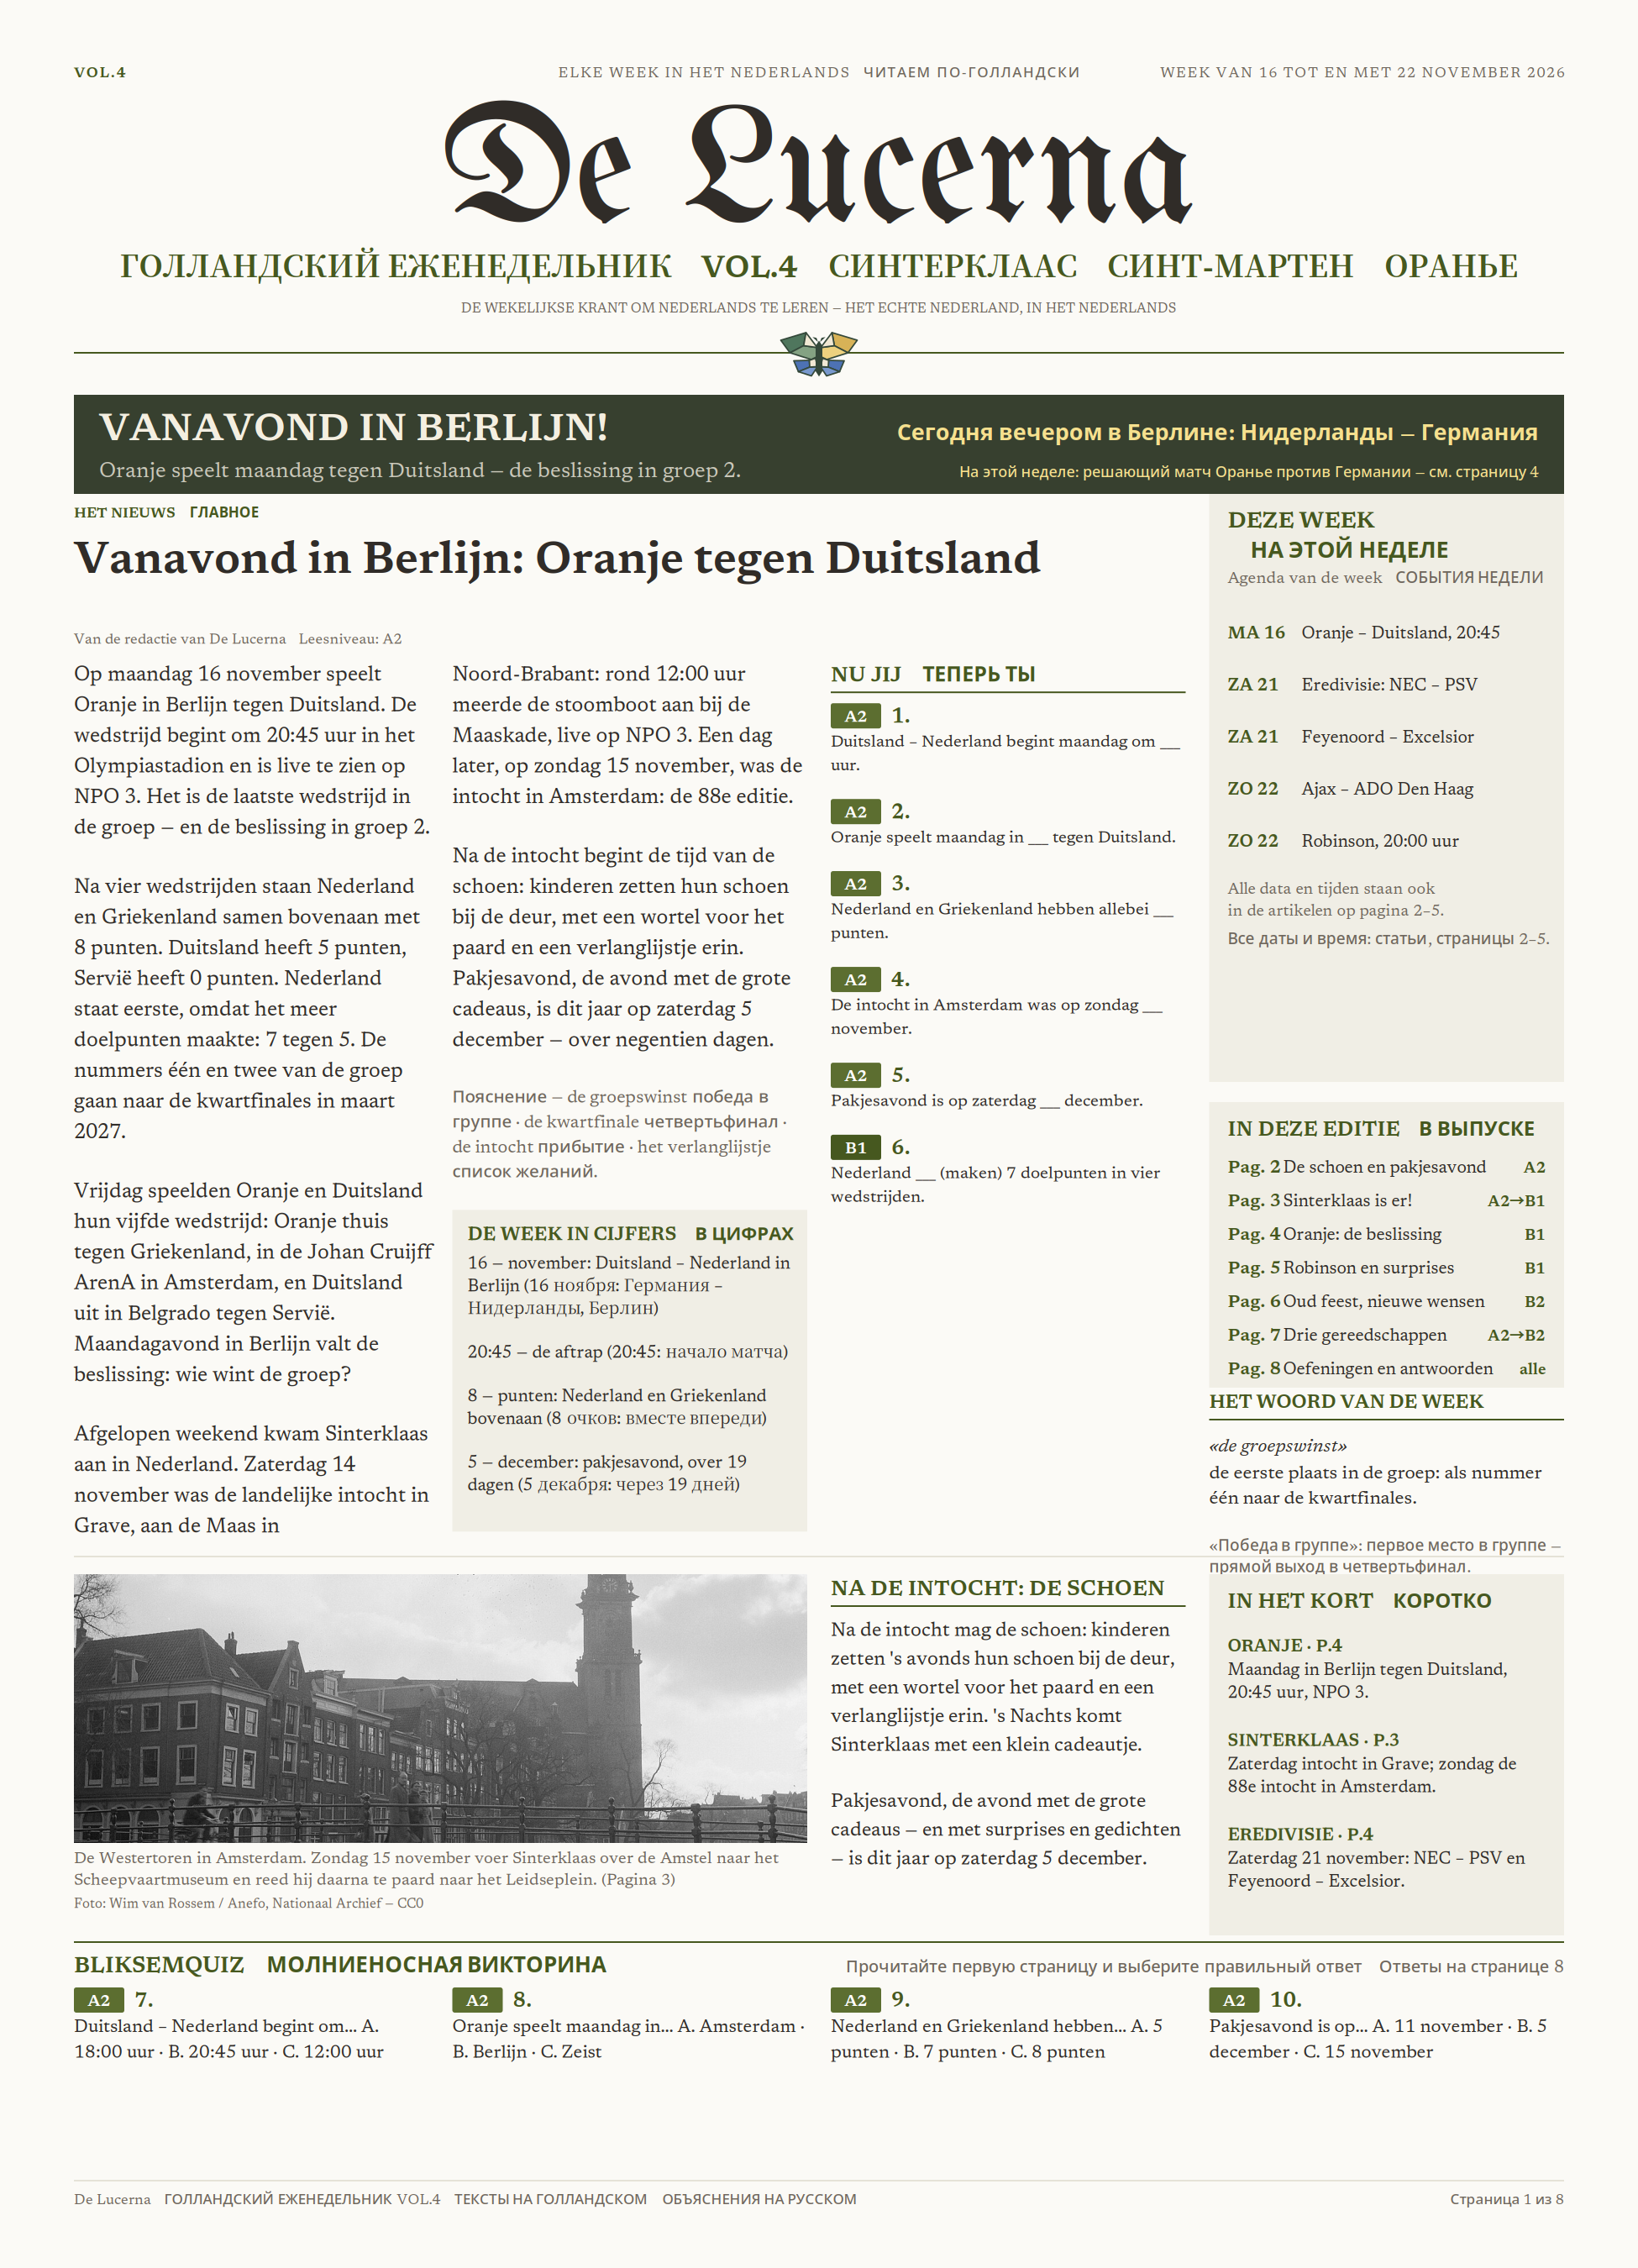 VOL.4
ELKE WEEK IN HET NEDERLANDS ЧИТАЕМ ПО-ГОЛЛАНДСКИ
WEEK VAN 16 TOT EN MET 22 NOVEMBER 2026
De Lucerna
ГОЛЛАНДСКИЙ ЕЖЕНЕДЕЛЬНИК VOL.4 СИНТЕРКЛААС СИНТ-МАРТЕН ОРАНЬЕ
DE WEKELIJKSE KRANT OM NEDERLANDS TE LEREN – HET ECHTE NEDERLAND, IN HET NEDERLANDS
VANAVOND IN BERLIJN!
Oranje speelt maandag tegen Duitsland – de beslissing in groep 2.
Сегодня вечером в Берлине: Нидерланды – Германия
На этой неделе: решающий матч Оранье против Германии – см. страницу 4
HET NIEUWS ГЛАВНОЕ
Vanavond in Berlijn: Oranje tegen Duitsland
Van de redactie van De Lucerna Leesniveau: A2
Op maandag 16 november speelt
Oranje in Berlijn tegen Duitsland. De
wedstrijd begint om 20:45 uur in het
Olympiastadion en is live te zien op
NPO 3. Het is de laatste wedstrijd in
de groep – en de beslissing in groep 2.
Na vier wedstrijden staan Nederland
en Griekenland samen bovenaan met
8 punten. Duitsland heeft 5 punten,
Servië heeft 0 punten. Nederland
staat eerste, omdat het meer
doelpunten maakte: 7 tegen 5. De
nummers één en twee van de groep
gaan naar de kwartfinales in maart
2027.
Vrijdag speelden Oranje en Duitsland
hun vijfde wedstrijd: Oranje thuis
tegen Griekenland, in de Johan Cruijff
ArenA in Amsterdam, en Duitsland
uit in Belgrado tegen Servië.
Maandagavond in Berlijn valt de
beslissing: wie wint de groep?
Afgelopen weekend kwam Sinterklaas
aan in Nederland. Zaterdag 14
november was de landelijke intocht in
Grave, aan de Maas in
Noord-Brabant: rond 12:00 uur
meerde de stoomboot aan bij de
Maaskade, live op NPO 3. Een dag
later, op zondag 15 november, was de
intocht in Amsterdam: de 88e editie.
Na de intocht begint de tijd van de
schoen: kinderen zetten hun schoen
bij de deur, met een wortel voor het
paard en een verlanglijstje erin.
Pakjesavond, de avond met de grote
cadeaus, is dit jaar op zaterdag 5
december – over negentien dagen.
Пояснение – de groepswinst победа в
группе · de kwartfinale четвертьфинал ·
de intocht прибытие · het verlanglijstje
список желаний.
DE WEEK IN CIJFERS В ЦИФРАХ
16 – november: Duitsland – Nederland in
Berlijn (16 ноября: Германия –
Нидерланды, Берлин)
20:45 – de aftrap (20:45: начало матча)
8 – punten: Nederland en Griekenland
bovenaan (8 очков: вместе впереди)
5 – december: pakjesavond, over 19
dagen (5 декабря: через 19 дней)
NU JIJ ТЕПЕРЬ ТЫ
A2 1.
Duitsland – Nederland begint maandag om __
uur.
A2 2.
Oranje speelt maandag in __ tegen Duitsland.
A2 3.
Nederland en Griekenland hebben allebei __
punten.
A2 4.
De intocht in Amsterdam was op zondag __
november.
A2 5.
Pakjesavond is op zaterdag __ december.
B1 6.
Nederland __ (maken) 7 doelpunten in vier
wedstrijden.
DEZE WEEK
НА ЭТОЙ НЕДЕЛЕ
Agenda van de week СОБЫТИЯ НЕДЕЛИ
MA 16 Oranje – Duitsland, 20:45
ZA 21 Eredivisie: NEC – PSV
ZA 21 Feyenoord – Excelsior
ZO 22 Ajax – ADO Den Haag
ZO 22 Robinson, 20:00 uur
Alle data en tijden staan ook
in de artikelen op pagina 2–5.
Все даты и время: статьи, страницы 2–5.
IN DEZE EDITIE В ВЫПУСКЕ
Pag. 2 De schoen en pakjesavond A2
Pag. 3 Sinterklaas is er! A2→B1
Pag. 4 Oranje: de beslissing B1
Pag. 5 Robinson en surprises B1
Pag. 6 Oud feest, nieuwe wensen B2
Pag. 7 Drie gereedschappen A2→B2
Pag. 8 Oefeningen en antwoorden alle
HET WOORD VAN DE WEEK
«de groepswinst»
de eerste plaats in de groep: als nummer
één naar de kwartfinales.
«Победа в группе»: первое место в группе –
прямой выход в четвертьфинал.
De Westertoren in Amsterdam. Zondag 15 november voer Sinterklaas over de Amstel naar het
Scheepvaartmuseum en reed hij daarna te paard naar het Leidseplein. (Pagina 3)
Foto: Wim van Rossem / Anefo, Nationaal Archief – CC0
NA DE INTOCHT: DE SCHOEN
Na de intocht mag de schoen: kinderen
zetten 's avonds hun schoen bij de deur,
met een wortel voor het paard en een
verlanglijstje erin. 's Nachts komt
Sinterklaas met een klein cadeautje.
Pakjesavond, de avond met de grote
cadeaus – en met surprises en gedichten
– is dit jaar op zaterdag 5 december.
IN HET KORT КОРОТКО
ORANJE · P.4
Maandag in Berlijn tegen Duitsland,
20:45 uur, NPO 3.
SINTERKLAAS · P.3
Zaterdag intocht in Grave; zondag de
88e intocht in Amsterdam.
EREDIVISIE · P.4
Zaterdag 21 november: NEC – PSV en
Feyenoord – Excelsior.
BLIKSEMQUIZ МОЛНИЕНОСНАЯ ВИКТОРИНА
Прочитайте первую страницу и выберите правильный ответ Ответы на странице 8
A2 7.
Duitsland – Nederland begint om... A.
18:00 uur · B. 20:45 uur · C. 12:00 uur
A2 8.
Oranje speelt maandag in... A. Amsterdam ·
B. Berlijn · C. Zeist
A2 9.
Nederland en Griekenland hebben... A. 5
punten · B. 7 punten · C. 8 punten
A2 10.
Pakjesavond is op... A. 11 november · B. 5
december · C. 15 november
De Lucerna ГОЛЛАНДСКИЙ ЕЖЕНЕДЕЛЬНИК VOL.4 ТЕКСТЫ НА ГОЛЛАНДСКОМ ОБЪЯСНЕНИЯ НА РУССКОМ
Страница 1 из 8